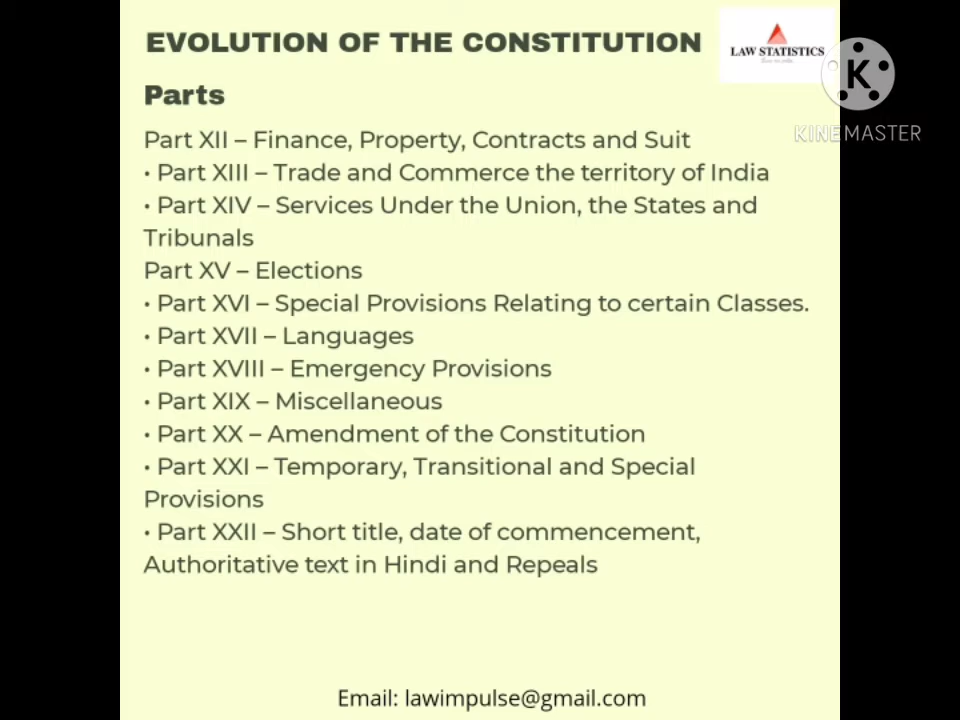 EVOLUTION OF THE CONSTITUTION
LAW STATISTICS
K
KINEMASTER
Parts
Part XII – Finance, Property, Contracts and Suit
• Part XIII – Trade and Commerce the territory of India
• Part XIV – Services Under the Union, the States and
Tribunals
Part XV – Elections
• Part XVI – Special Provisions Relating to certain Classes.
• Part XVII – Languages
• Part XVIII – Emergency Provisions
• Part XIX – Miscellaneous
• Part XX – Amendment of the Constitution
• Part XXI – Temporary, Transitional and Special
Provisions
• Part XXII – Short title, date of commencement,
Authoritative text in Hindi and Repeals
Email: lawimpulse@gmail.com